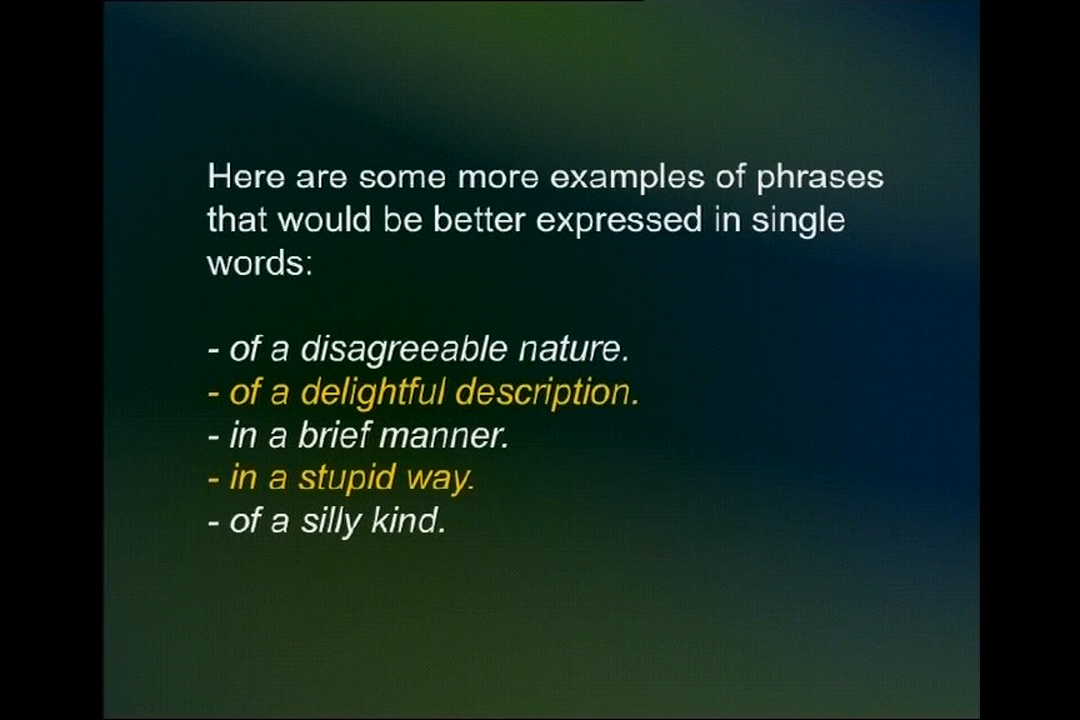 Here are some more examples of phrases
that would be better expressed in single
words:
- of a disagreeable nature.
- of a delightful description.
- in a brief manner.
- in a stupid way.
- of a silly kind.